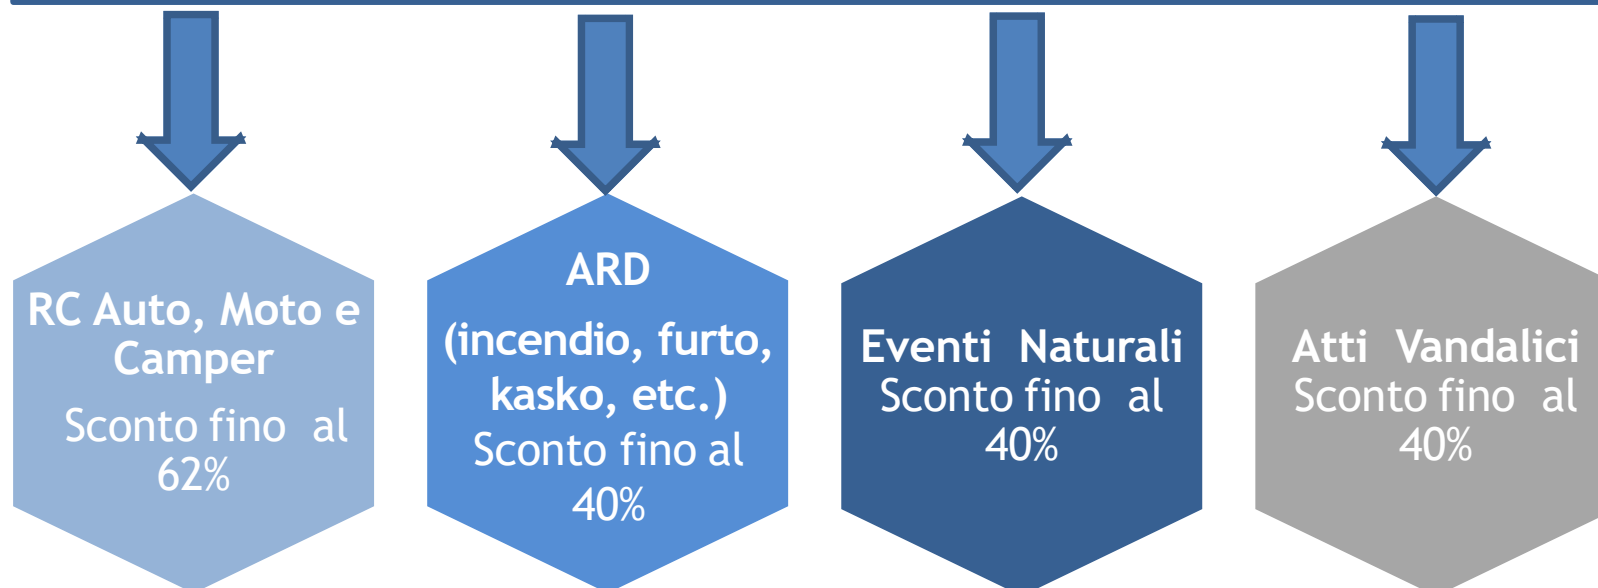 RC Auto, Moto e
Camper
Sconto fino al
62%
ARD
(incendio, furto,
kasko, etc.)
Sconto fino al
40%
Eventi Naturali
Sconto fino al
40%
Atti Vandalici
Sconto fino al
40%